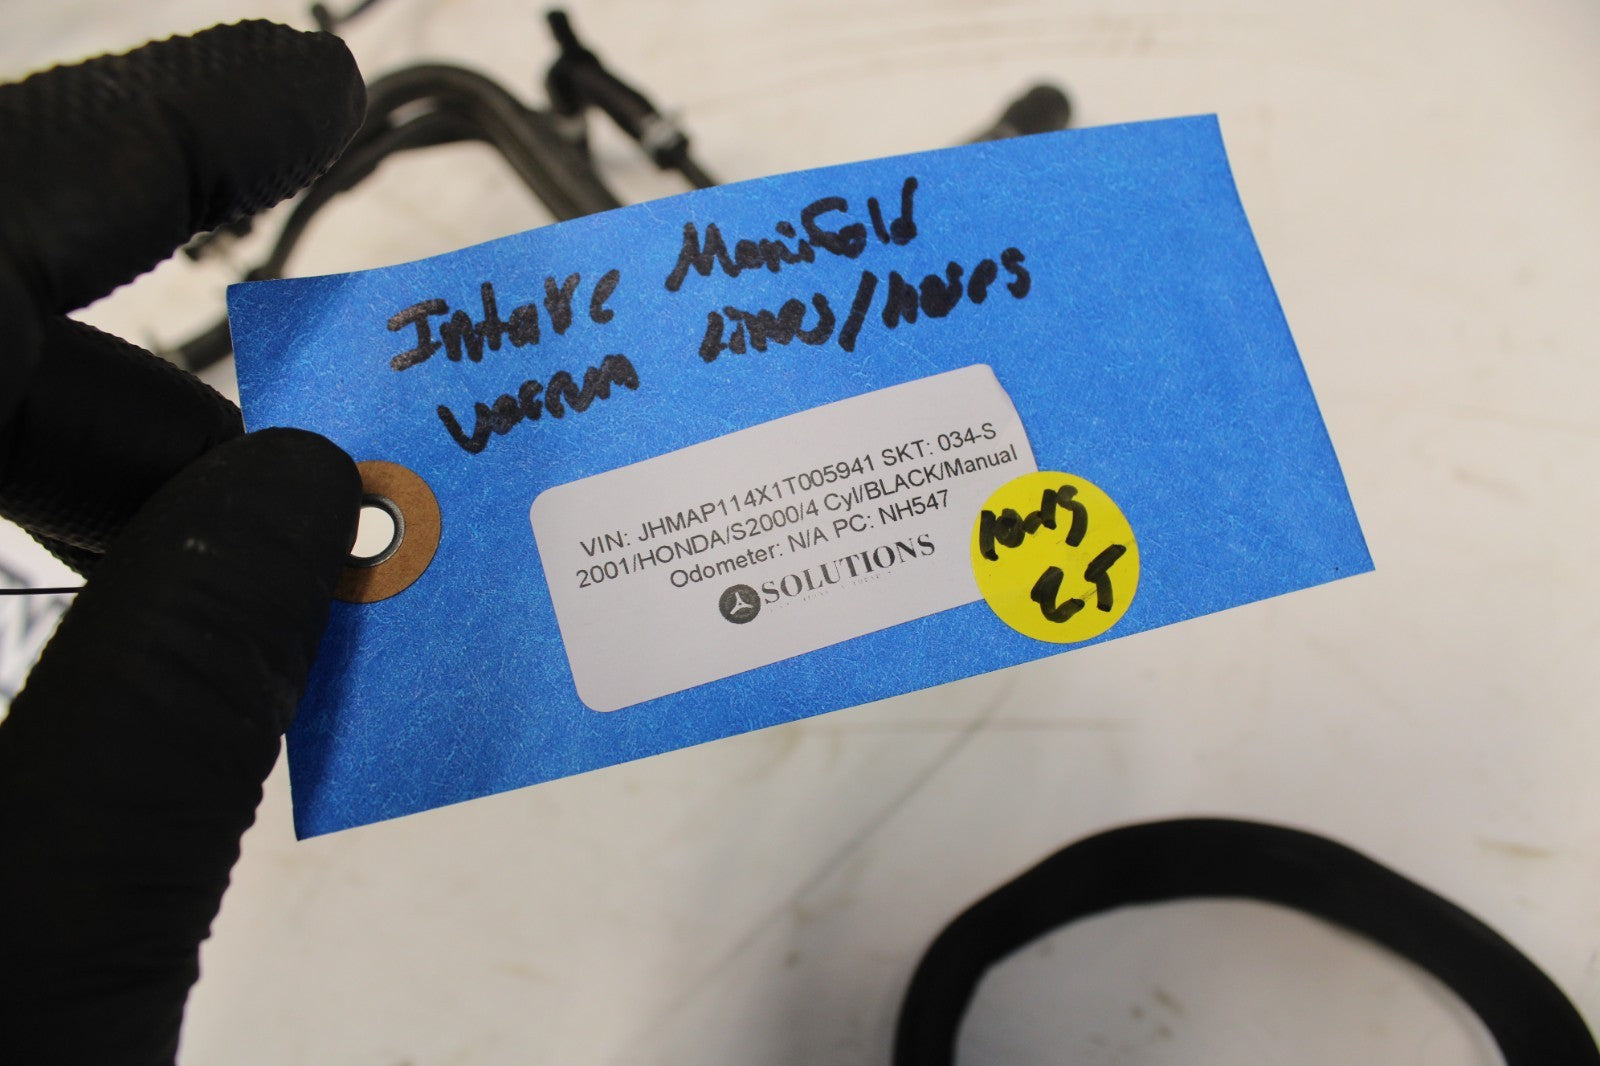 Intake Manifold
Vacuum Lines/hoses
VIN: JHMAP114X1T005941 SKT: 034-S
2001/HONDA/S2000/4 Cyl/BLACK/Manual
Odometer: N/A PC: NH547
SOLUTIONS
ET